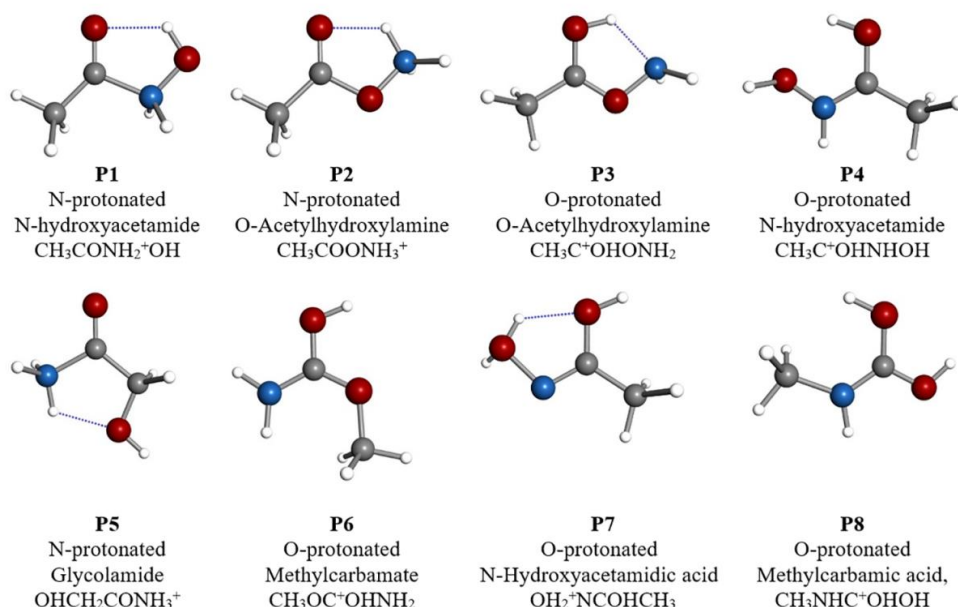 P1
N-protonated
N-hydroxyacetamide
CH₃CONH₂⁺OH
P2
N-protonated
O-Acetylhydroxylamine
CH₃COONH₃⁺
P3
O-protonated
O-Acetylhydroxylamine
CH₃C⁺OHONH₂
P4
O-protonated
N-hydroxyacetamide
CH₃C⁺OHNHOH
P5
N-protonated
Glycolamide
OHCH₂CONH₃⁺
P6
O-protonated
Methylcarbamate
CH₃OC⁺OHNH₂
P7
O-protonated
N-Hydroxyacetamidic acid
OH₂⁺NCOHCH₃
P8
O-protonated
Methylcarbamic acid,
CH₃NHC⁺OHOH